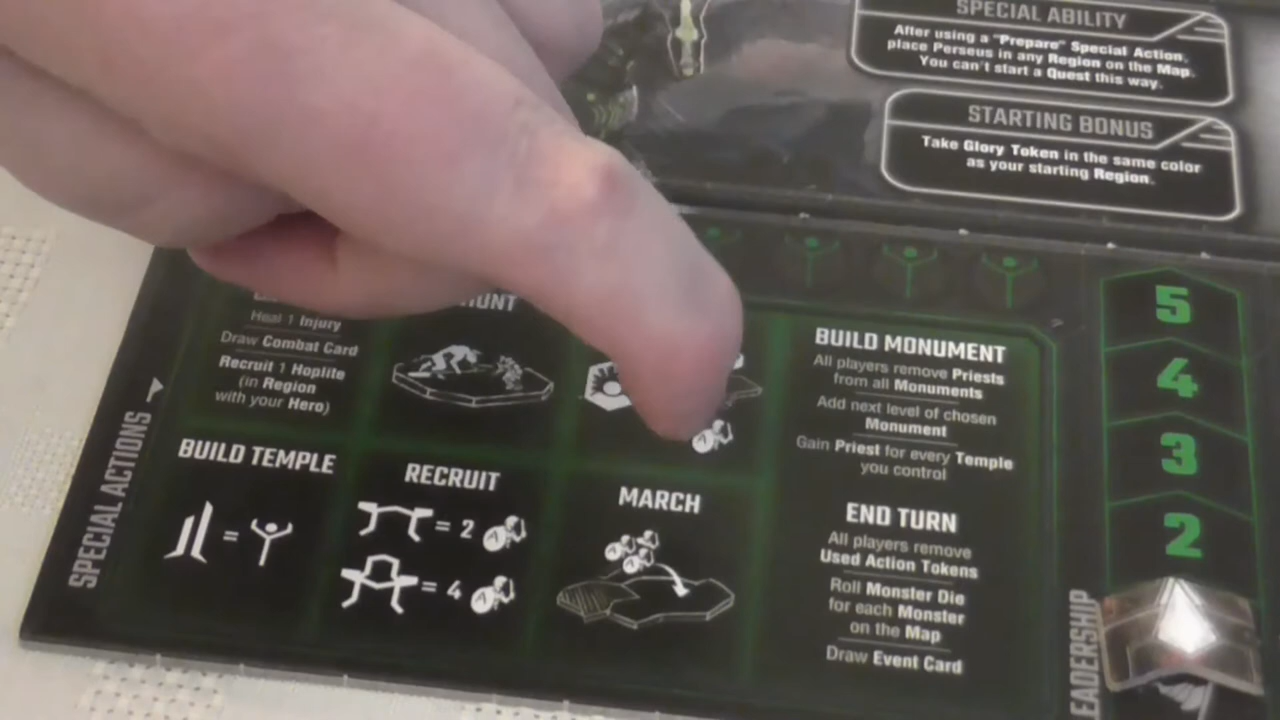 SPECIAL ABILITY
After using a "Prepare" Special Action,
place Perseus in any Region on the Map.
You can't start a Quest this way.
STARTING BONUS
Take Glory Token in the same color
as your starting Region.
Heal 1 Injury
Draw Combat Card
Recruit 1 Hoplite
(in Region
with your Hero)
BUILD MONUMENT
All players remove Priests
from all Monuments
Add next level of chosen
Monument
Gain Priest for every Temple
you control
SPECIAL ACTIONS
BUILD TEMPLE
=
RECRUIT
= 2
= 4
MARCH
END TURN
All players remove
Used Action Tokens
Roll Monster Die
for each Monster
on the Map
Draw Event Card
5
4
3
2